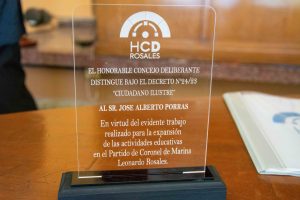 HCD
ROSALES
EL HONORABLE CONCEJO DELIBERANTE
DISTINGUE BAJO EL DECRETO N°24/23
"CIUDADANO ILUSTRE"
AL SR. JOSE ALBERTO PORRAS
En virtud del evidente trabajo
realizado para la expansión
de las actividades educativas
en el Partido de Coronel de Marina
Leonardo Rosales.